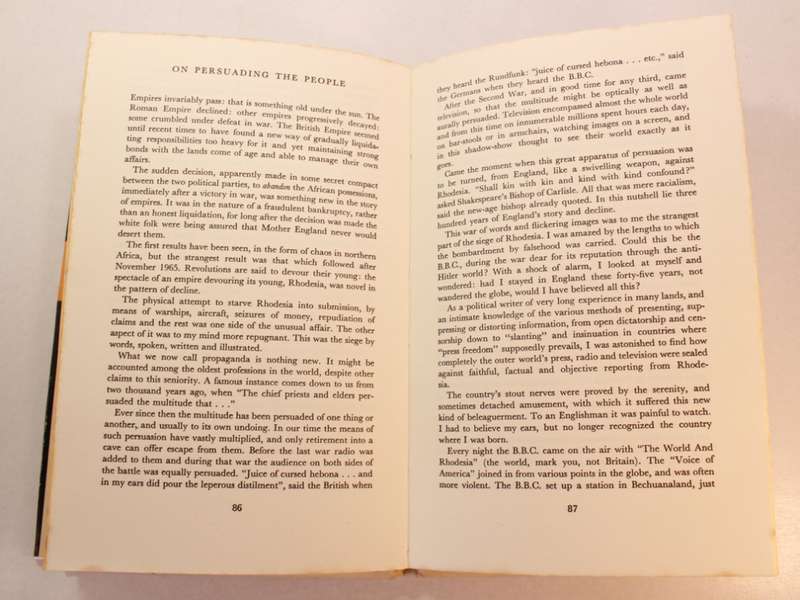 ON PERSUADING THE PEOPLE
Empires invariably pass: that is something old under the sun. The
Roman Empire declined: other empires progressively decayed:
some crumbled under defeat in war. The British Empire seemed
until recent times to have found a new way of gradually liquida-
ting responsibilities too heavy for it and yet maintaining strong
bonds with the lands come of age and able to manage their own
affairs.
The sudden decision, apparently made in some secret compact
between the two political parties, to abandon the African possessions,
immediately after a victory in war, was something new in the story
of empires. It was in the nature of a fraudulent bankruptcy, rather
than an honest liquidation, for long after the decision was made the
white folk were being assured that Mother England never would
desert them.
The first results have been seen, in the form of chaos in northern
Africa, but the strangest result was that which followed after
November 1965. Revolutions are said to devour their young: the
spectacle of an empire devouring its young, Rhodesia, was novel in
the pattern of decline.
The physical attempt to starve Rhodesia into submission, by
means of warships, aircraft, seizures of money, repudiation of
claims and the rest was one side of the unusual affair. The other
aspect of it was to my mind more repugnant. This was the siege by
words, spoken, written and illustrated.
What we now call propaganda is nothing new. It might be
accounted among the oldest professions in the world, despite other
claims to this seniority. A famous instance comes down to us from
two thousand years ago, when "The chief priests and elders per-
suaded the multitude that . . ."
Ever since then the multitude has been persuaded of one thing or
another, and usually to its own undoing. In our time the means of
such persuasion have vastly multiplied, and only retirement into a
cave can offer escape from them. Before the last war radio was
added to them and during that war the audience on both sides of
the battle was equally persuaded. "Juice of cursed hebona . . . and
in my ears did pour the leperous distilment", said the British when
86
they heard the Rundfunk: "juice of cursed hebona . . . etc.," said
the Germans when they heard the B.B.C.
After the Second War, and in good time for any third, came
television, so that the multitude might be optically as well as
aurally persuaded. Television encompassed almost the whole world
and from this time on innumerable millions spent hours each day,
on bar-stools or in armchairs, watching images on a screen, and
in this shadow-show thought to see their world exactly as it
goes.
Came the moment when this great apparatus of persuasion was
to be turned, from England, like a swivelling weapon, against
Rhodesia. "Shall kin with kin and kind with kind confound?"
asked Shakespeare's Bishop of Carlisle. All that was mere racialism,
said the new-age bishop already quoted. In this nutshell lie three
hundred years of England's story and decline.
This war of words and flickering images was to me the strangest
part of the siege of Rhodesia. I was amazed by the lengths to which
the bombardment by falsehood was carried. Could this be the
B.B.C., during the war dear for its reputation through the anti-
Hitler world? With a shock of alarm, I looked at myself and
wondered: had I stayed in England these forty-five years, not
wandered the globe, would I have believed all this?
As a political writer of very long experience in many lands, and
an intimate knowledge of the various methods of presenting, sup-
pressing or distorting information, from open dictatorship and cen-
sorship down to "slanting" and insinuation in countries where
"press freedom" supposedly prevails, I was astonished to find how
completely the outer world's press, radio and television were sealed
against faithful, factual and objective reporting from Rhode-
sia.
The country's stout nerves were proved by the serenity, and
sometimes detached amusement, with which it suffered this new
kind of beleaguerment. To an Englishman it was painful to watch.
I had to believe my ears, but no longer recognized the country
where I was born.
Every night the B.B.C. came on the air with "The World And
Rhodesia" (the world, mark you, not Britain). The "Voice of
America" joined in from various points in the globe, and was often
more violent. The B.B.C. set up a station in Bechuanaland, just
87